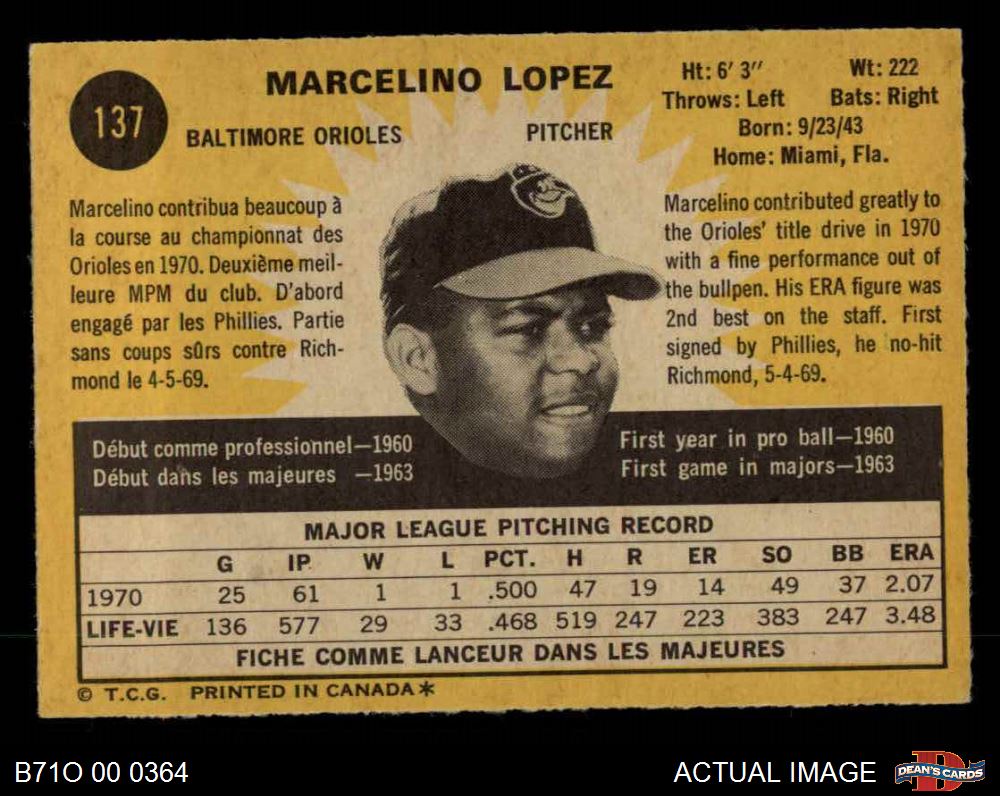 137
MARCELINO LOPEZ
BALTIMORE ORIOLES PITCHER
Ht: 6' 3" Wt: 222
Throws: Left Bats: Right
Born: 9/23/43
Home: Miami, Fla.
Marcelino contribua beaucoup à
la course au championnat des
Orioles en 1970. Deuxième meil-
leure MPM du club. D'abord
engagé par les Phillies. Partie
sans coups sûrs contre Rich-
mond le 4-5-69.
Marcelino contributed greatly to
the Orioles' title drive in 1970
with a fine performance out of
the bullpen. His ERA figure was
2nd best on the staff. First
signed by Phillies, he no-hit
Richmond, 5-4-69.
Début comme professionnel—1960
Début dans les majeures —1963
First year in pro ball—1960
First game in majors—1963
MAJOR LEAGUE PITCHING RECORD
G IP W L PCT. H R ER SO BB ERA
1970 25 61 1 1 .500 47 19 14 49 37 2.07
LIFE-VIE 136 577 29 33 .468 519 247 223 383 247 3.48
FICHE COMME LANCEUR DANS LES MAJEURES
© T.C.G. PRINTED IN CANADA*
B71O 00 0364
ACTUAL IMAGE
D
DEAN'S CARDS